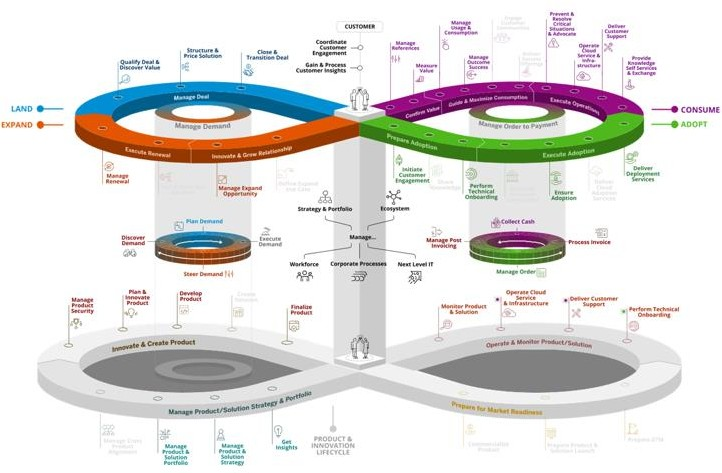 CUSTOMER
Coordinate
Customer
Engagement
Gain & Process
Customer Insights
Qualify Deal &
Discover Value
Structure &
Price Solution
Close &
Transition Deal
Manage
References
Measure
Value
Manage
Usage &
Consumption
Manage
Outcome
Success
Prevent &
Resolve
Critical
Situations
& Advocate
Operate
Cloud
Service &
Infra-
structure
Deliver
Customer
Support
Provide
Knowledge
Self Services
& Exchange
LAND
EXPAND
CONSUME
ADOPT
Manage Deal
Manage Demand
Execute Renewal
Innovate & Grow Relationship
Confirm Value
Guide & Maximize Consumption
Execute Operations
Manage Order to Payment
Prepare Adoption
Execute Adoption
Manage
Renewal
Manage Expand
Opportunity
Initiate
Customer
Engagement
Perform
Technical
Onboarding
Ensure
Adoption
Deliver
Deployment
Services
Strategy & Portfolio
Ecosystem
Manage...
Workforce
Corporate Processes
Next Level IT
Plan Demand
Discover
Demand
Execute
Demand
Steer Demand
Collect Cash
Manage Post
Invoicing
Process Invoice
Manage Order
Manage
Product
Security
Plan &
Innovate
Product
Develop
Product
Finalize
Product
Monitor Product
& Solution
Operate Cloud
Service
& Infrastructure
Deliver Customer
Support
Perform Technical
Onboarding
Innovate & Create Product
Operate & Monitor Product/Solution
Manage Product/Solution Strategy & Portfolio
Prepare for Market Readiness
Manage
Product
& Solution
Portfolio
Manage
Product
& Solution
Strategy
Get
Insights
PRODUCT &
INNOVATION
LIFECYCLE